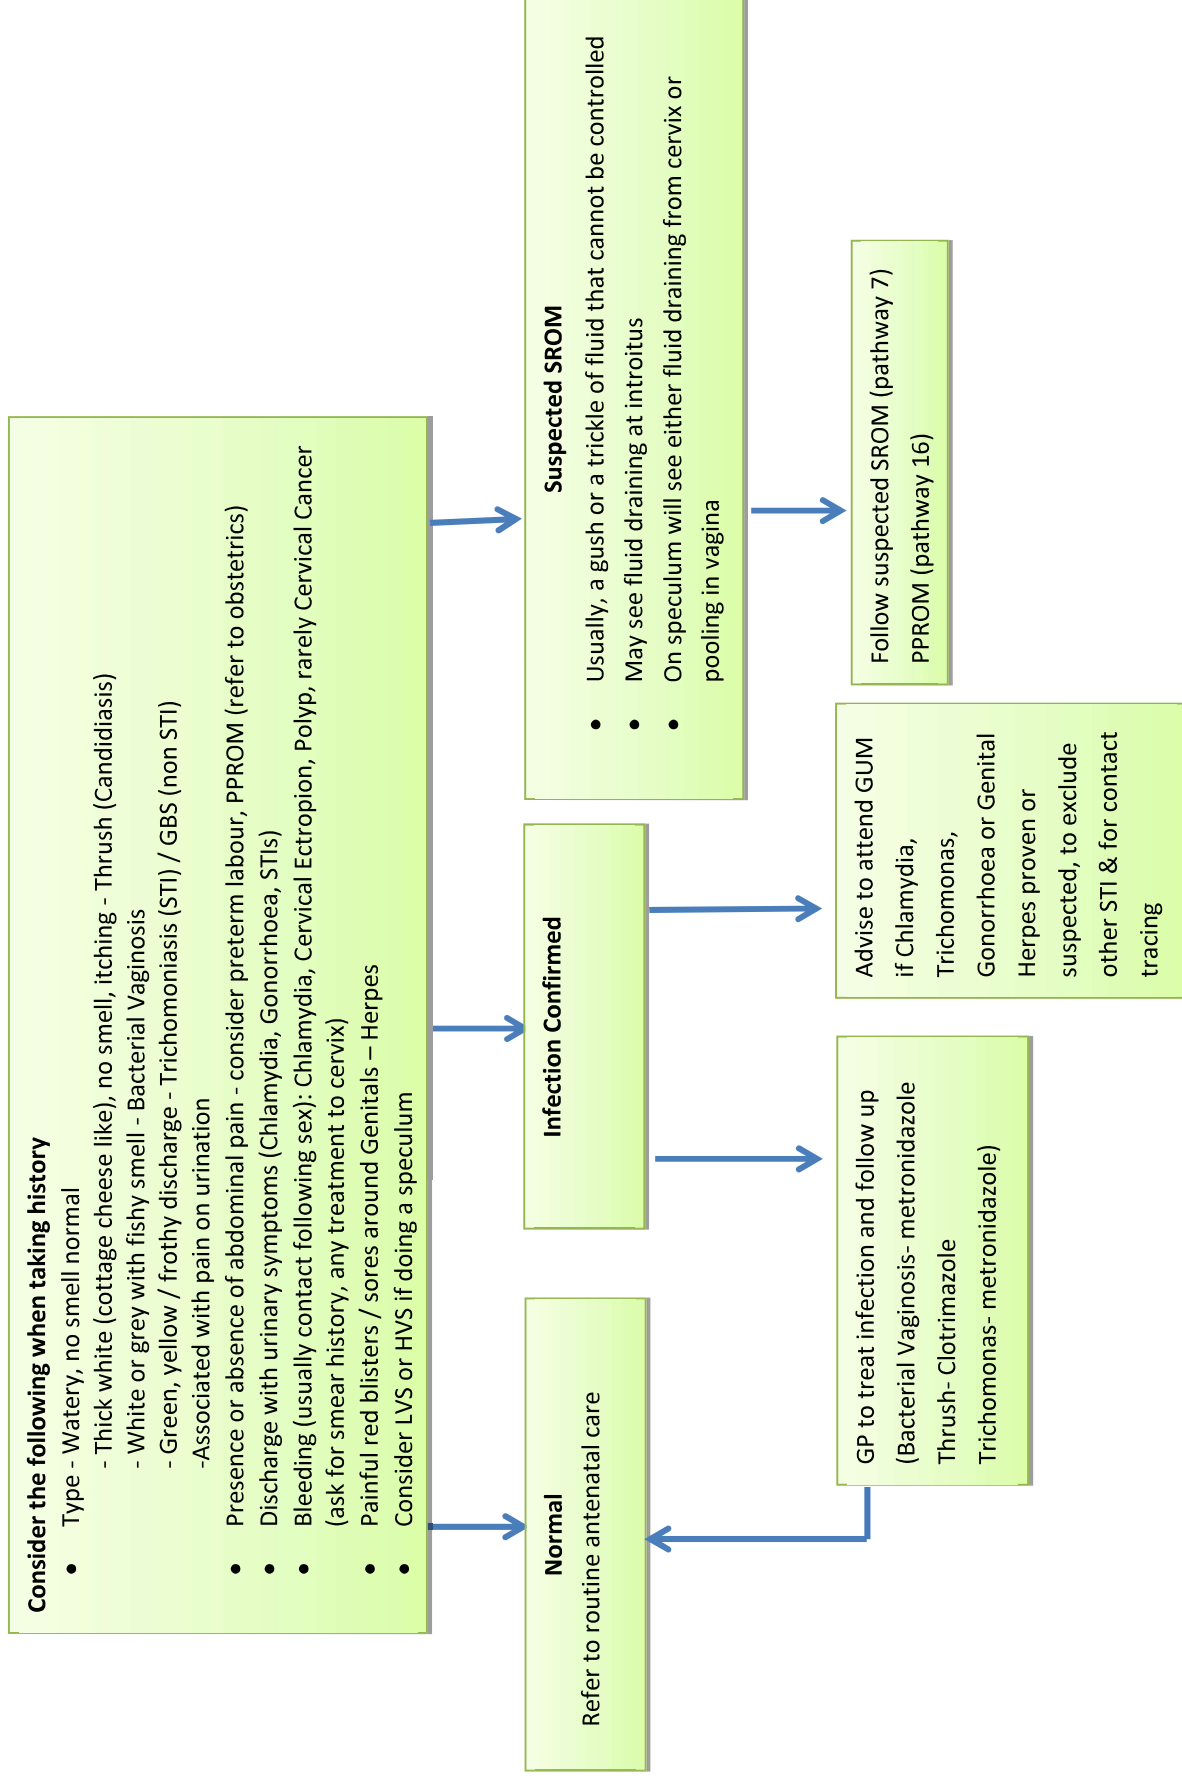 Consider the following when taking history
• Type - Watery, no smell normal
- Thick white (cottage cheese like), no smell, itching - Thrush (Candidiasis)
- White or grey with fishy smell - Bacterial Vaginosis
- Green, yellow / frothy discharge - Trichomoniasis (STI) / GBS (non STI)
-Associated with pain on urination
• Presence or absence of abdominal pain - consider preterm labour, PPROM (refer to obstetrics)
• Discharge with urinary symptoms (Chlamydia, Gonorrhoea, STIs)
• Bleeding (usually contact following sex): Chlamydia, Cervical Ectropion, Polyp, rarely Cervical Cancer
(ask for smear history, any treatment to cervix)
• Painful red blisters / sores around Genitals – Herpes
• Consider LVS or HVS if doing a speculum
Normal
Refer to routine antenatal care
Infection Confirmed
Suspected SROM
• Usually, a gush or a trickle of fluid that cannot be controlled
• May see fluid draining at introitus
• On speculum will see either fluid draining from cervix or
pooling in vagina
GP to treat infection and follow up
(Bacterial Vaginosis- metronidazole
Thrush- Clotrimazole
Trichomonas- metronidazole)
Advise to attend GUM
if Chlamydia,
Trichomonas,
Gonorrhoea or Genital
Herpes proven or
suspected, to exclude
other STI & for contact
tracing
Follow suspected SROM (pathway 7)
PPROM (pathway 16)